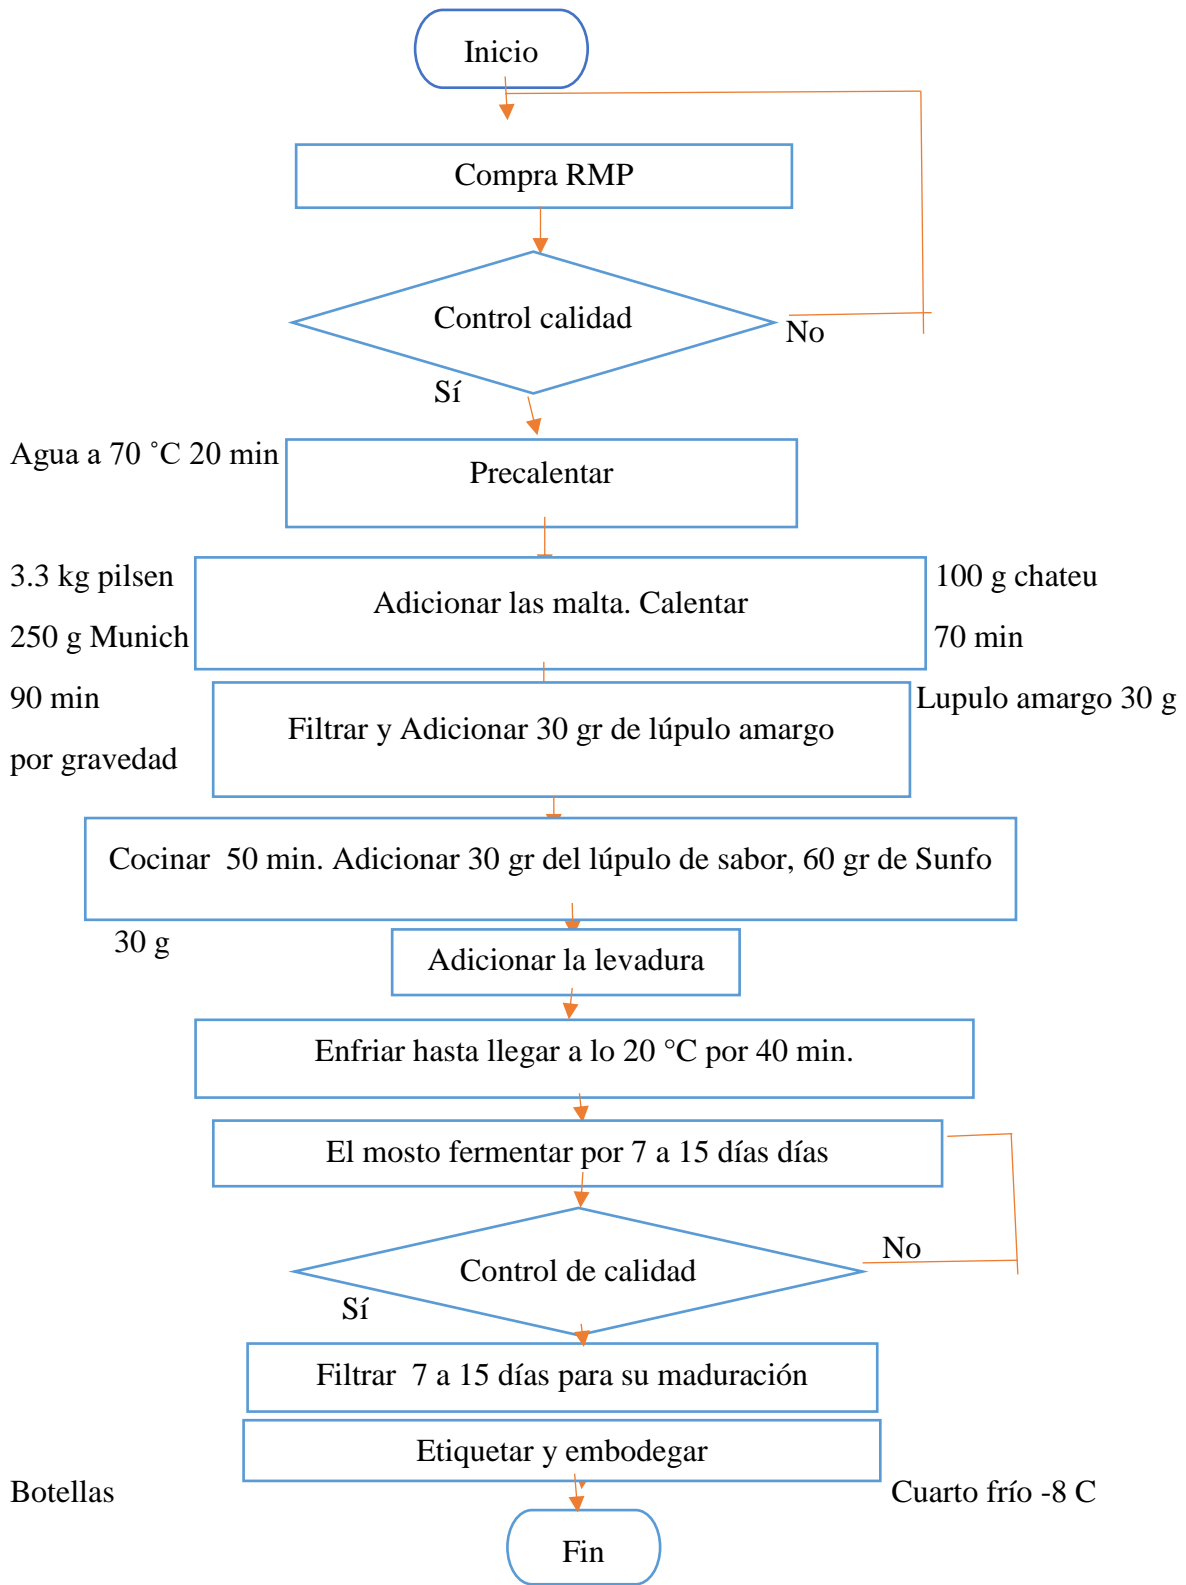 Inicio
Compra RMP
Control calidad
No
Sí
Agua a 70 ˚C 20 min
Precalentar
3.3 kg pilsen
100 g chateu
Adicionar las malta. Calentar
250 g Munich
70 min
90 min
Lupulo amargo 30 g
Filtrar y Adicionar 30 gr de lúpulo amargo
por gravedad
Cocinar  50 min. Adicionar 30 gr del lúpulo de sabor, 60 gr de Sunfo
30 g
Adicionar la levadura
Enfriar hasta llegar a lo 20 °C por 40 min.
El mosto fermentar por 7 a 15 días días
No
Control de calidad
Sí
Filtrar  7 a 15 días para su maduración
Etiquetar y embodegar
Botellas
Cuarto frío -8 C
Fin